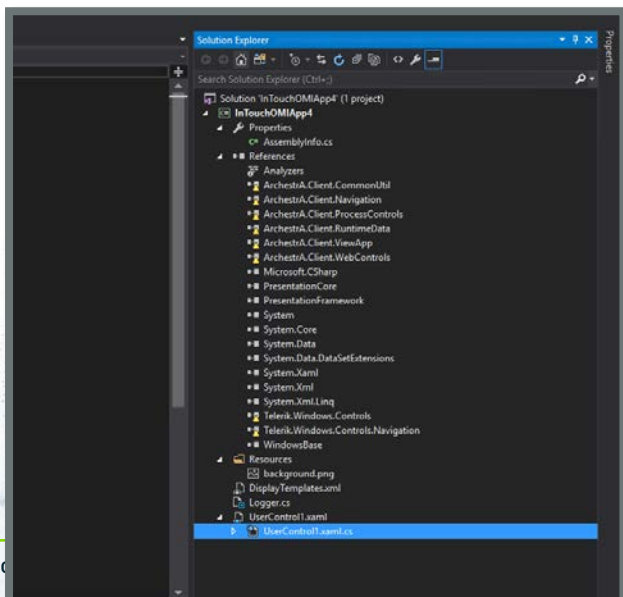 Solution Explorer
Properties
Search Solution Explorer (Ctrl+;)
Solution 'InTouchOMIApp4' (1 project)
InTouchOMIApp4
Properties
AssemblyInfo.cs
References
Analyzers
ArchestrA.Client.CommonUtil
ArchestrA.Client.Navigation
ArchestrA.Client.ProcessControls
ArchestrA.Client.RuntimeData
ArchestrA.Client.ViewApp
ArchestrA.Client.WebControls
Microsoft.CSharp
PresentationCore
PresentationFramework
System
System.Core
System.Data
System.Data.DataSetExtensions
System.Xaml
System.Xml
System.Xml.Linq
Telerik.Windows.Controls
Telerik.Windows.Controls.Navigation
WindowsBase
Resources
background.png
DisplayTemplates.xml
Logger.cs
UserControl1.xaml
UserControl1.xaml.cs